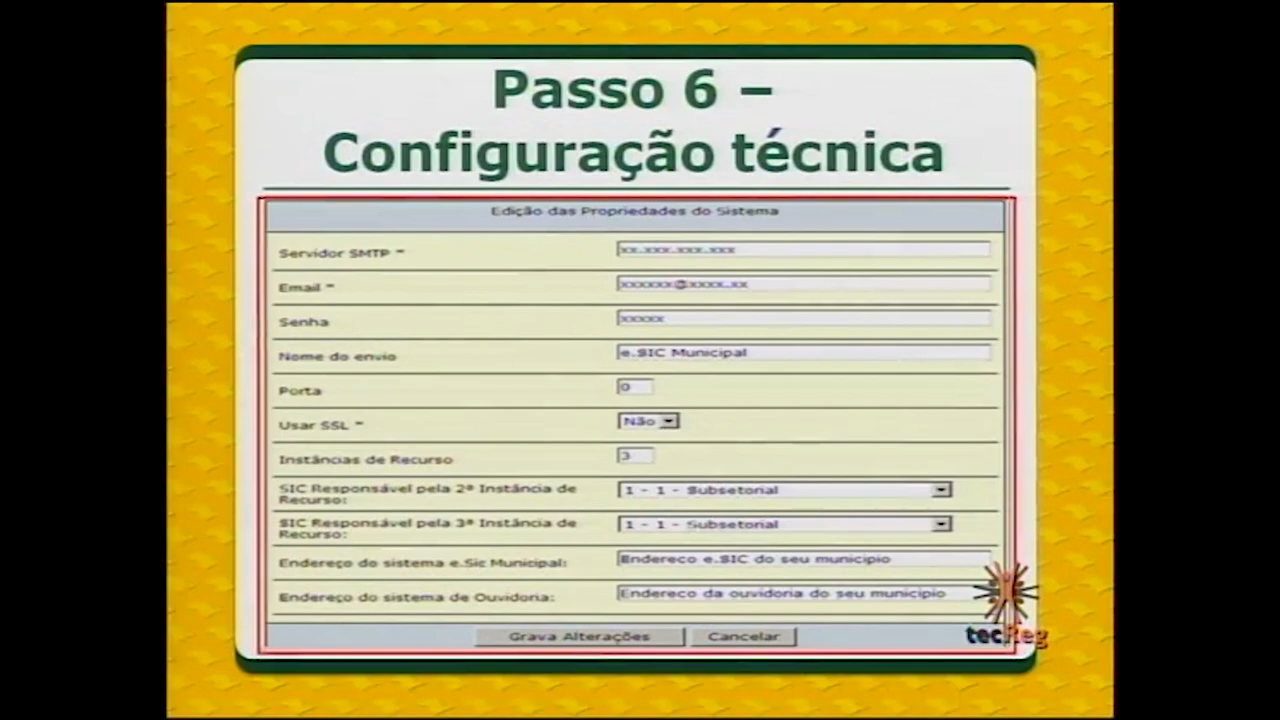 Passo 6 –
Configuração técnica
Edição das Propriedades do Sistema
Servidor SMTP * xx.xxx.xxx.xxx
Email * xxxxxx@xxxx.xx
Senha xxxxx
Nome do envio e.SIC Municipal
Porta 0
Usar SSL * Não
Instâncias de Recurso 3
SIC Responsável pela 2ª Instância de
Recurso: 1 - 1 - Subsetorial
SIC Responsável pela 3ª Instância de
Recurso: 1 - 1 - Subsetorial
Endereço do sistema e.Sic Municipal: Endereco e.SIC do seu municipio
Endereço do sistema de Ouvidoria: Endereco da ouvidoria do seu municipio
Grava Alterações Cancelar
tecReg